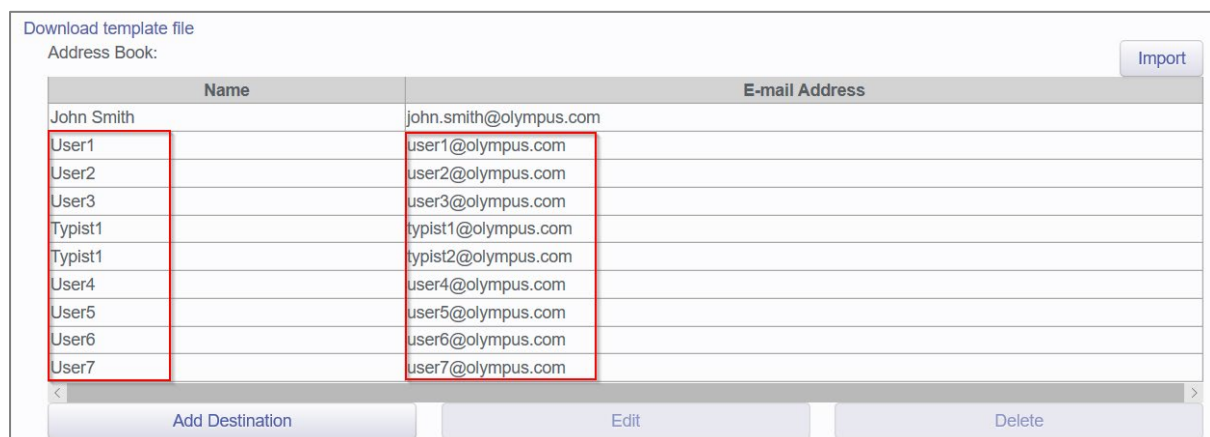 Download template file
Address Book:
Import
Name E-mail Address
John Smith john.smith@olympus.com
User1 user1@olympus.com
User2 user2@olympus.com
User3 user3@olympus.com
Typist1 typist1@olympus.com
Typist1 typist2@olympus.com
User4 user4@olympus.com
User5 user5@olympus.com
User6 user6@olympus.com
User7 user7@olympus.com
Add Destination Edit Delete